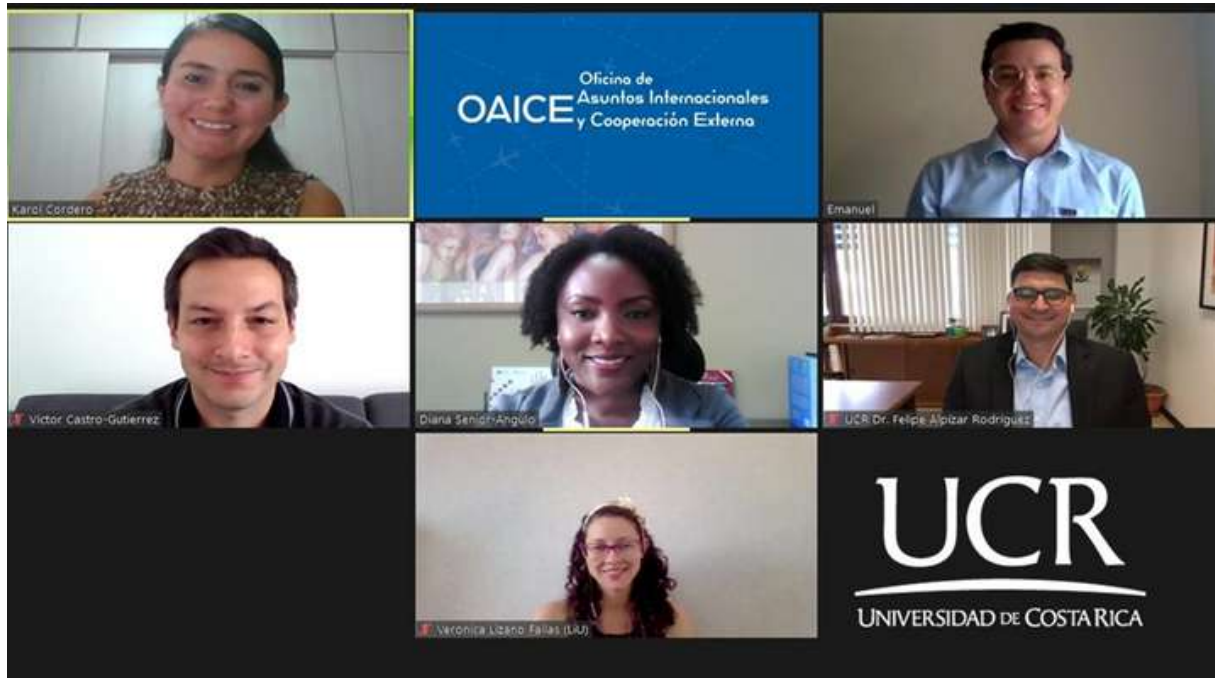 Oficina de
OAICE Asuntos Internacionales
y Cooperación Externa
Karol Cordero
Emanuel
Victor Castro-Gutierrez
Diana Senior-Angulo
UCR Dr. Felipe Alpízar Rodríguez
Veronica Lizano Fallas (LiU)
UCR
UNIVERSIDAD DE COSTA RICA